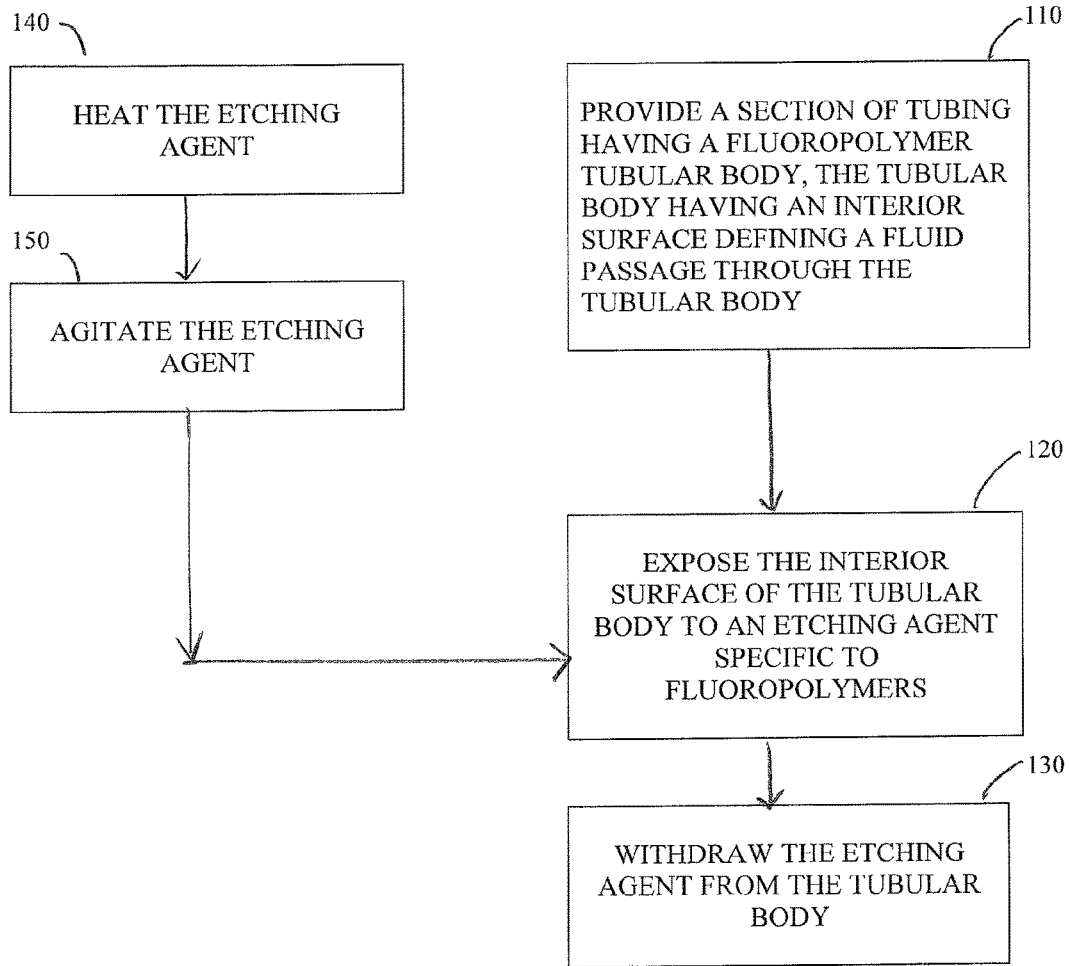 140
HEAT THE ETCHING
AGENT
150
AGITATE THE ETCHING
AGENT
110
PROVIDE A SECTION OF TUBING
HAVING A FLUOROPOLYMER
TUBULAR BODY, THE TUBULAR
BODY HAVING AN INTERIOR
SURFACE DEFINING A FLUID
PASSAGE THROUGH THE
TUBULAR BODY
120
EXPOSE THE INTERIOR
SURFACE OF THE TUBULAR
BODY TO AN ETCHING AGENT
SPECIFIC TO
FLUOROPOLYMERS
130
WITHDRAW THE ETCHING
AGENT FROM THE TUBULAR
BODY